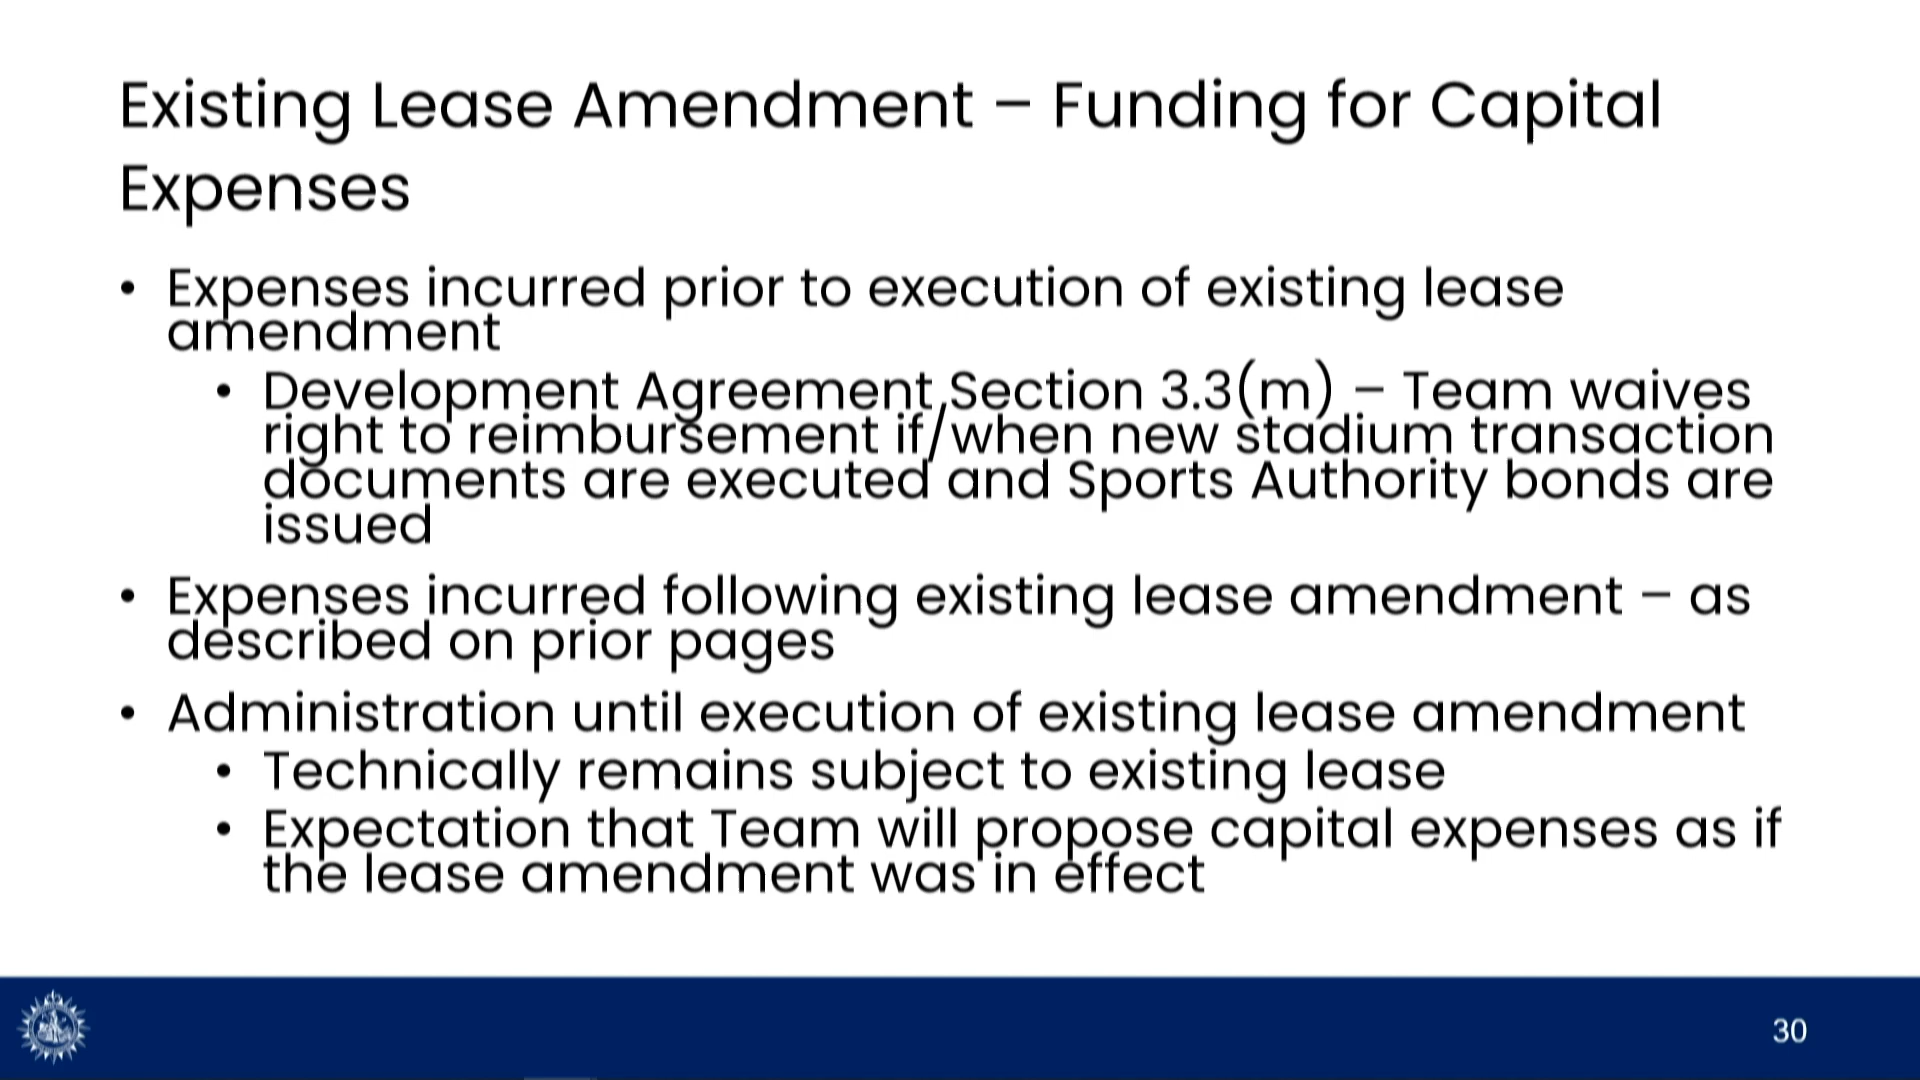 Existing Lease Amendment – Funding for Capital
Expenses
• Expenses incurred prior to execution of existing lease
amendment
• Development Agreement Section 3.3(m) – Team waives
right to reimbursement if/when new stadium transaction
documents are executed and Sports Authority bonds are
issued
• Expenses incurred following existing lease amendment – as
described on prior pages
• Administration until execution of existing lease amendment
• Technically remains subject to existing lease
• Expectation that Team will propose capital expenses as if
the lease amendment was in effect
30